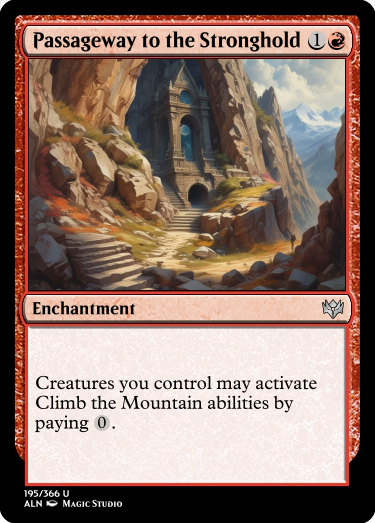 Passageway to the Stronghold 1
Enchantment
Creatures you control may activate
Climb the Mountain abilities by
paying 0.
195/366 U
ALN Magic Studio